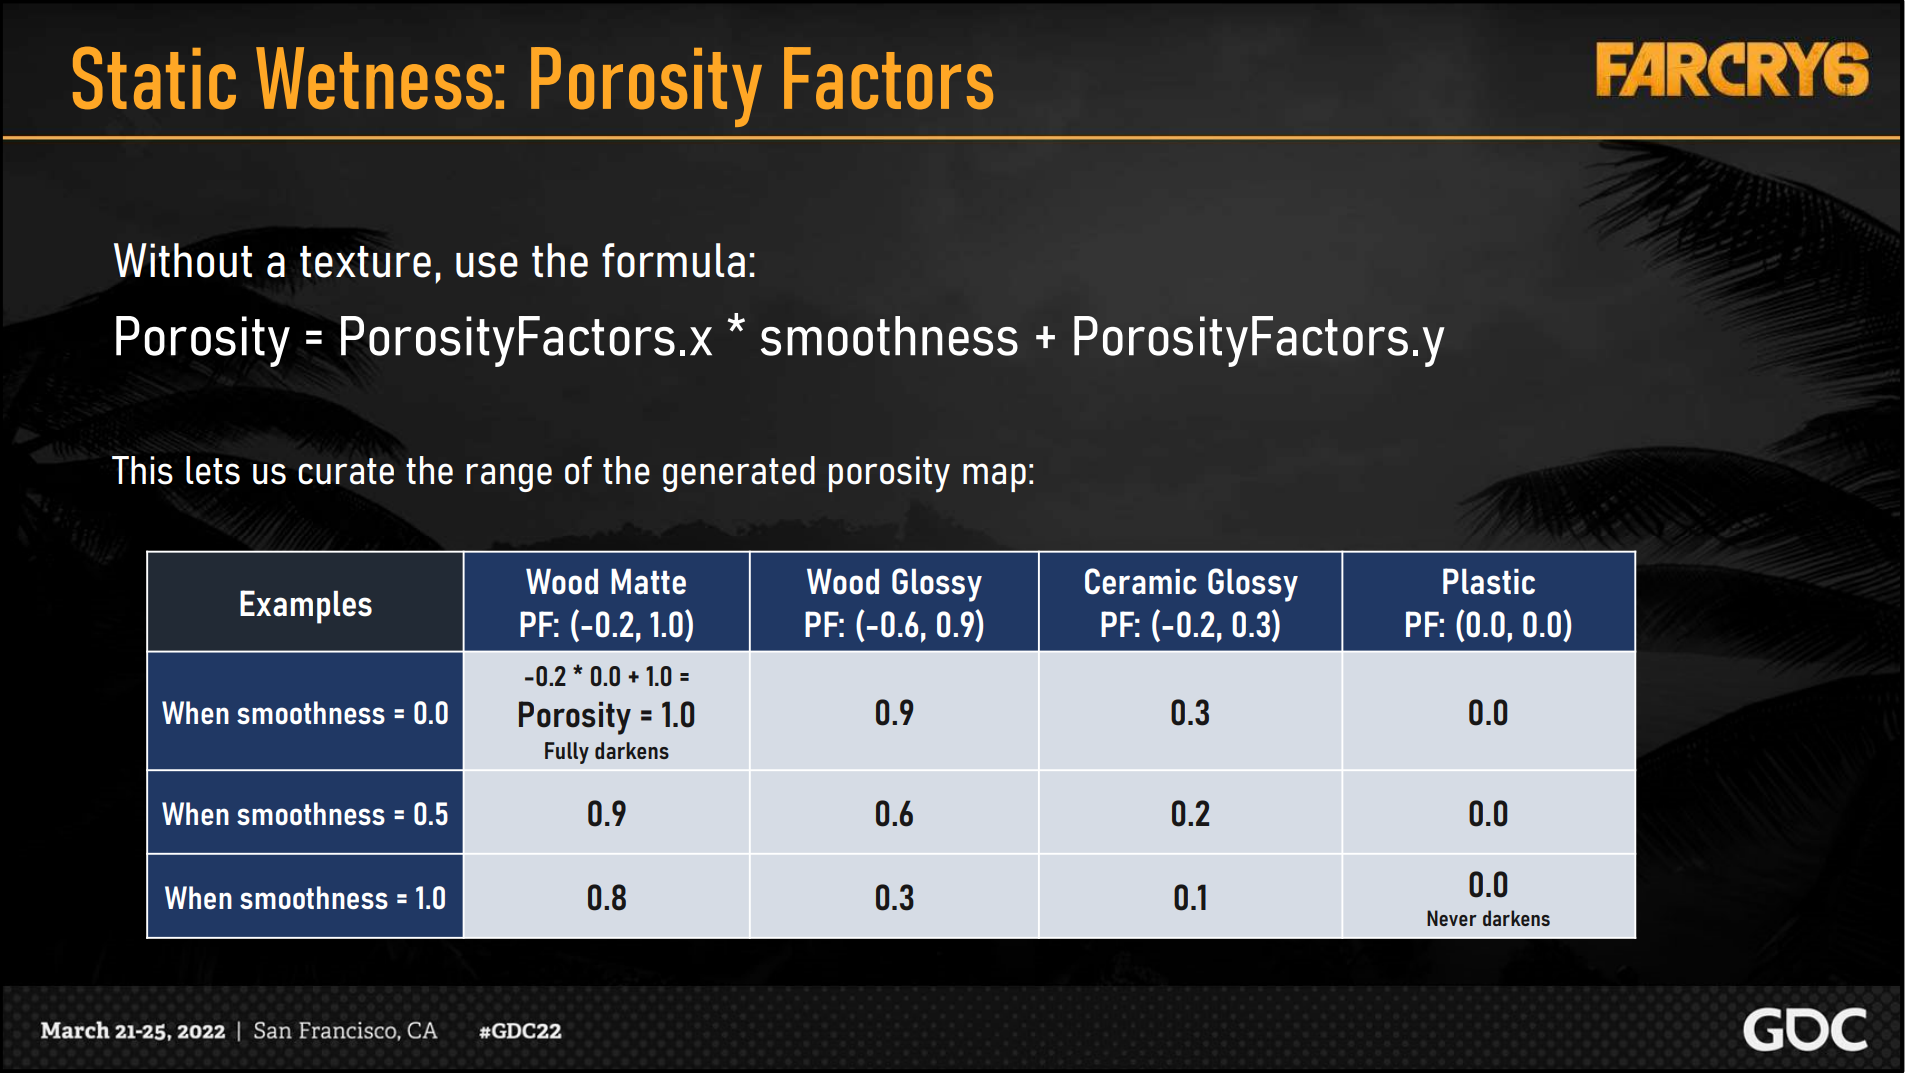 Static Wetness: Porosity Factors
FARCRY6
Without a texture, use the formula:
Porosity = PorosityFactors.x * smoothness + PorosityFactors.y
This lets us curate the range of the generated porosity map:
Examples
Wood Matte
PF: (-0.2, 1.0)
Wood Glossy
PF: (-0.6, 0.9)
Ceramic Glossy
PF: (-0.2, 0.3)
Plastic
PF: (0.0, 0.0)
When smoothness = 0.0
-0.2 * 0.0 + 1.0 =
Porosity = 1.0
Fully darkens
0.9
0.3
0.0
When smoothness = 0.5
0.9
0.6
0.2
0.0
When smoothness = 1.0
0.8
0.3
0.1
0.0
Never darkens
March 21-25, 2022 | San Francisco, CA #GDC22
GDC